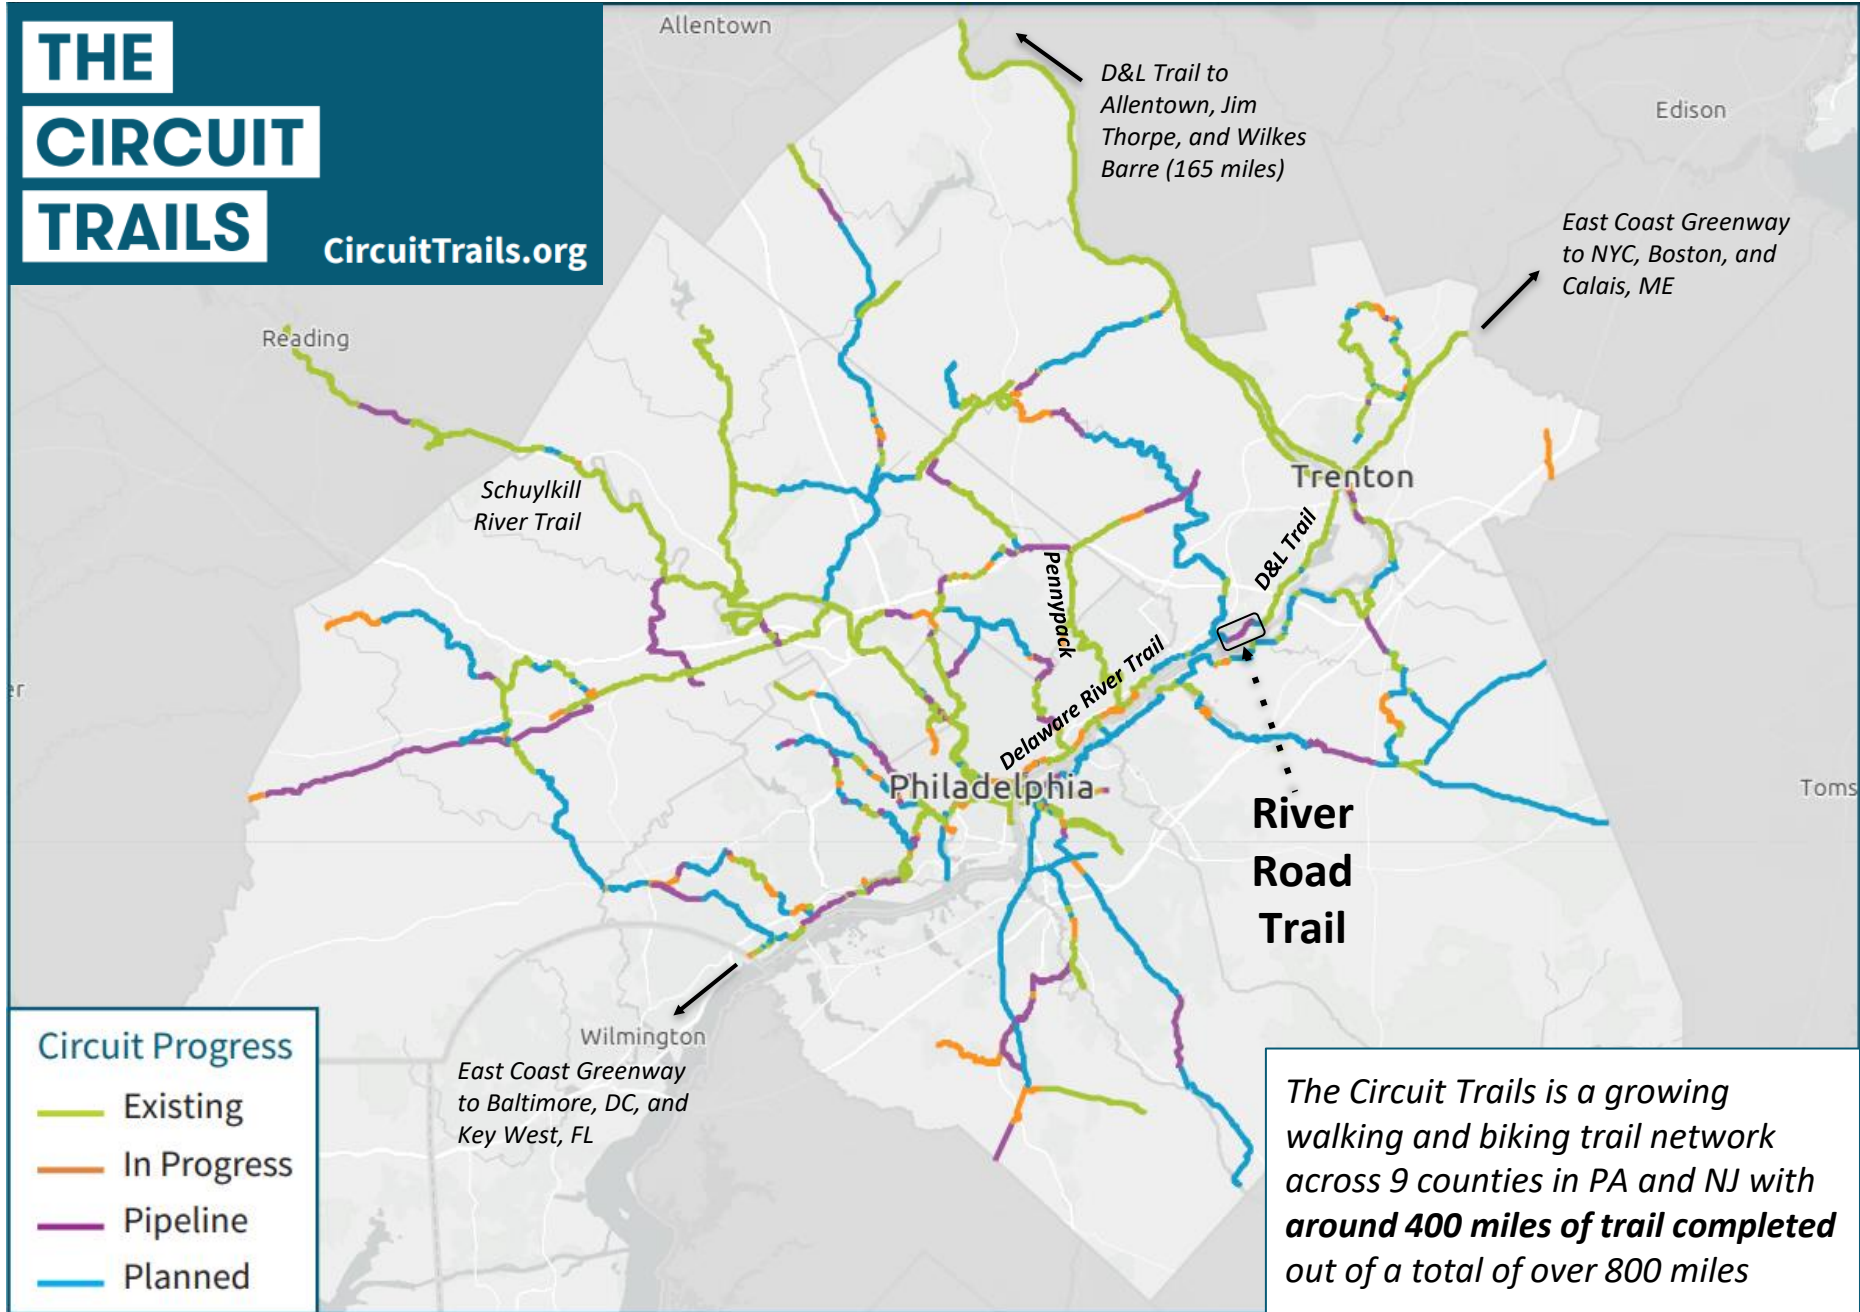 THE
CIRCUIT
TRAILS
CircuitTrails.org
Allentown
D&L Trail to
Allentown, Jim
Thorpe, and Wilkes
Barre (165 miles)
Edison
East Coast Greenway
to NYC, Boston, and
Calais, ME
Reading
Schuylkill
River Trail
Trenton
D&L Trail
Pennypack
Delaware River Trail
er
Philadelphia
Toms
River
Road
Trail
Wilmington
East Coast Greenway
to Baltimore, DC, and
Key West, FL
Circuit Progress
Existing
In Progress
Pipeline
Planned
The Circuit Trails is a growing
walking and biking trail network
across 9 counties in PA and NJ with
around 400 miles of trail completed
out of a total of over 800 miles